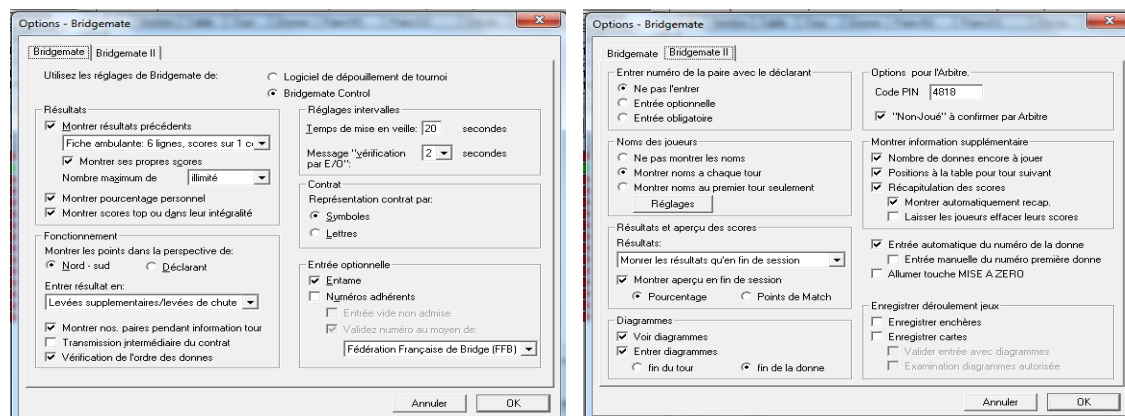 Options - Bridgemate
Bridgemate
Bridgemate II
Utilisez les réglages de Bridgemate de:
Logiciel de dépouillement de tournoi
Bridgemate Control
Résultats
Montrer résultats précédents
Fiche ambulante: 6 lignes, scores sur 1 c
Montrer ses propres scores
Nombre maximum de
illimité
Montrer pourcentage personnel
Montrer scores top ou dans leur intégralité
Fonctionnement
Montrer les points dans la perspective de:
Nord - sud
Déclarant
Entrer résultat en:
Levées supplementaires/levées de chute
Montrer nos. paires pendant information tour
Transmission intermédiaire du contrat
Vérification de l'ordre des donnes
Réglages intervalles
Temps de mise en veille:
20
secondes
Message "vérification
par E/O":
2
secondes
Contrat
Représentation contrat par:
Symboles
Lettres
Entrée optionnelle
Entame
Numéros adhérents
Entrée vide non admise
Validez numéro au moyen de:
Fédération Française de Bridge (FFB)
Annuler
OK
Options - Bridgemate
Bridgemate
Bridgemate II
Entrer numéro de la paire avec le déclarant
Ne pas l'entrer
Entrée optionelle
Entrée obligatoire
Noms des joueurs
Ne pas montrer les noms
Montrer noms a chaque tour
Montrer noms au premier tour seulement
Réglages
Résultats et aperçu des scores
Résultats:
Monrer les résultats qu'en fin de session
Montrer aperçu en fin de session
Pourcentage
Points de Match
Diagrammes
Voir diagrammes
Entrer diagrammes
fin du tour
fin de la donne
Options pour l'Arbitre.
Code PIN
4818
"Non-Joué" à confirmer par Arbitre
Montrer information supplémentaire
Nombre de donnes encore à jouer
Positions à la table pour tour suivant
Récapitulation des scores
Montrer automatiquement recap.
Laisser les joueurs effacer leurs scores
Entrée automatique du numéro de la donne
Entrée manuelle du numéro première donne
Allumer touche MISE A ZERO
Enregistrer déroulement jeux
Enregistrer enchères
Enregistrer cartes
Valider entrée avec diagrammes
Examination diagrammes autorisée
Annuler
OK